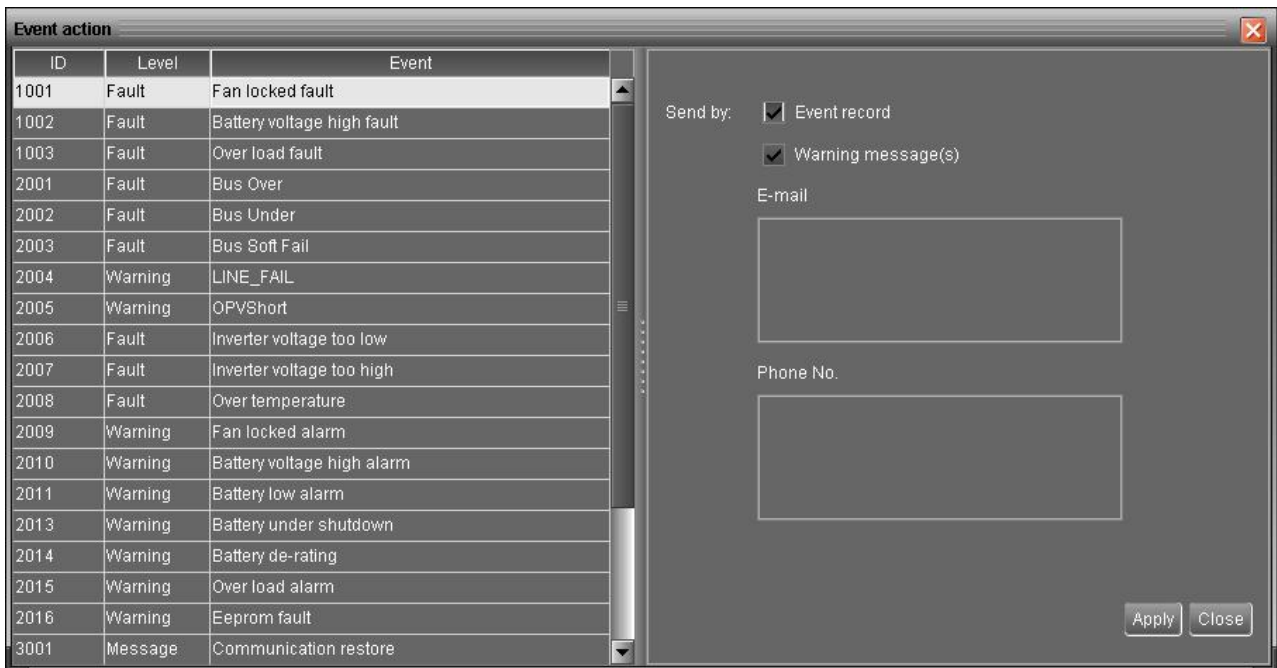 Event action
ID Level Event
1001 Fault Fan locked fault
1002 Fault Battery voltage high fault
1003 Fault Over load fault
2001 Fault Bus Over
2002 Fault Bus Under
2003 Fault Bus Soft Fail
2004 Warning LINE_FAIL
2005 Warning OPVShort
2006 Fault Inverter voltage too low
2007 Fault Inverter voltage too high
2008 Fault Over temperature
2009 Warning Fan locked alarm
2010 Warning Battery voltage high alarm
2011 Warning Battery low alarm
2013 Warning Battery under shutdown
2014 Warning Battery de-rating
2015 Warning Over load alarm
2016 Warning Eeprom fault
3001 Message Communication restore
Send by: Event record
Warning message(s)
E-mail
Phone No.
Apply Close